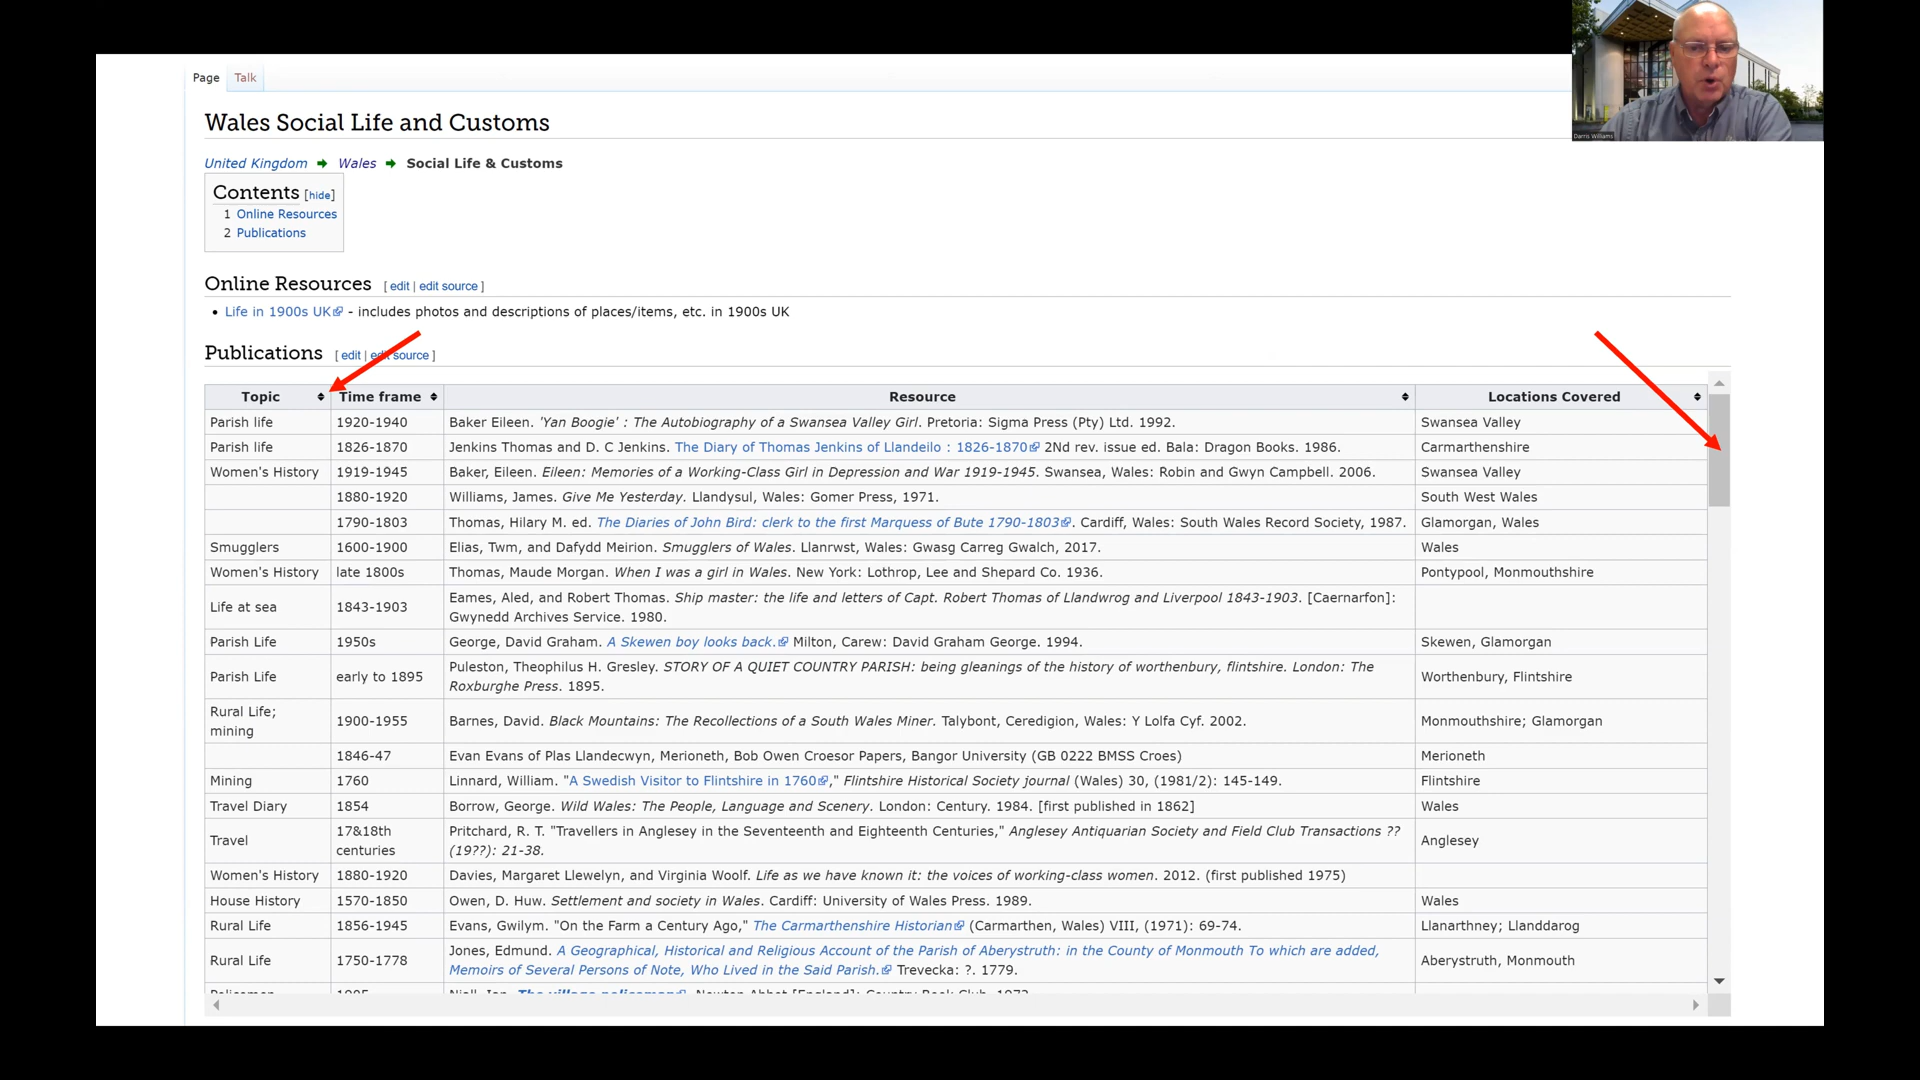 Page Talk
Darris Williams
Wales Social Life and Customs
United Kingdom Wales Social Life & Customs
Contents [hide]
1 Online Resources
2 Publications
Online Resources [ edit | edit source ]
• Life in 1900s UK - includes photos and descriptions of places/items, etc. in 1900s UK
Publications [ edit | edit source ]
Topic Time frame Resource Locations Covered
Parish life 1920-1940 Baker Eileen. 'Yan Boogie' : The Autobiography of a Swansea Valley Girl. Pretoria: Sigma Press (Pty) Ltd. 1992. Swansea Valley
Parish life 1826-1870 Jenkins Thomas and D. C Jenkins. The Diary of Thomas Jenkins of Llandeilo : 1826-1870 2Nd rev. issue ed. Bala: Dragon Books. 1986. Carmarthenshire
Women's History 1919-1945 Baker, Eileen. Eileen: Memories of a Working-Class Girl in Depression and War 1919-1945. Swansea, Wales: Robin and Gwyn Campbell. 2006. Swansea Valley
1880-1920 Williams, James. Give Me Yesterday. Llandysul, Wales: Gomer Press, 1971. South West Wales
1790-1803 Thomas, Hilary M. ed. The Diaries of John Bird: clerk to the first Marquess of Bute 1790-1803. Cardiff, Wales: South Wales Record Society, 1987. Glamorgan, Wales
Smugglers 1600-1900 Elias, Twm, and Dafydd Meirion. Smugglers of Wales. Llanrwst, Wales: Gwasg Carreg Gwalch, 2017. Wales
Women's History late 1800s Thomas, Maude Morgan. When I was a girl in Wales. New York: Lothrop, Lee and Shepard Co. 1936. Pontypool, Monmouthshire
Life at sea 1843-1903 Eames, Aled, and Robert Thomas. Ship master: the life and letters of Capt. Robert Thomas of Llandwrog and Liverpool 1843-1903. [Caernarfon]:
Gwynedd Archives Service. 1980.
Parish Life 1950s George, David Graham. A Skewen boy looks back. Milton, Carew: David Graham George. 1994. Skewen, Glamorgan
Parish Life early to 1895 Puleston, Theophilus H. Gresley. STORY OF A QUIET COUNTRY PARISH: being gleanings of the history of worthenbury, flintshire. London: The
Roxburghe Press. 1895. Worthenbury, Flintshire
Rural Life;
mining 1900-1955 Barnes, David. Black Mountains: The Recollections of a South Wales Miner. Talybont, Ceredigion, Wales: Y Lolfa Cyf. 2002. Monmouthshire; Glamorgan
1846-47 Evan Evans of Plas Llandecwyn, Merioneth, Bob Owen Croesor Papers, Bangor University (GB 0222 BMSS Croes) Merioneth
Mining 1760 Linnard, William. "A Swedish Visitor to Flintshire in 1760," Flintshire Historical Society journal (Wales) 30, (1981/2): 145-149. Flintshire
Travel Diary 1854 Borrow, George. Wild Wales: The People, Language and Scenery. London: Century. 1984. [first published in 1862] Wales
Travel 17&18th
centuries Pritchard, R. T. "Travellers in Anglesey in the Seventeenth and Eighteenth Centuries," Anglesey Antiquarian Society and Field Club Transactions ??
(19??): 21-38. Anglesey
Women's History 1880-1920 Davies, Margaret Llewelyn, and Virginia Woolf. Life as we have known it: the voices of working-class women. 2012. (first published 1975)
House History 1570-1850 Owen, D. Huw. Settlement and society in Wales. Cardiff: University of Wales Press. 1989. Wales
Rural Life 1856-1945 Evans, Gwilym. "On the Farm a Century Ago," The Carmarthenshire Historian (Carmarthen, Wales) VIII, (1971): 69-74. Llanarthney; Llanddarog
Rural Life 1750-1778 Jones, Edmund. A Geographical, Historical and Religious Account of the Parish of Aberystruth: in the County of Monmouth To which are added,
Memoirs of Several Persons of Note, Who Lived in the Said Parish. Trevecka: ?. 1779. Aberystruth, Monmouth